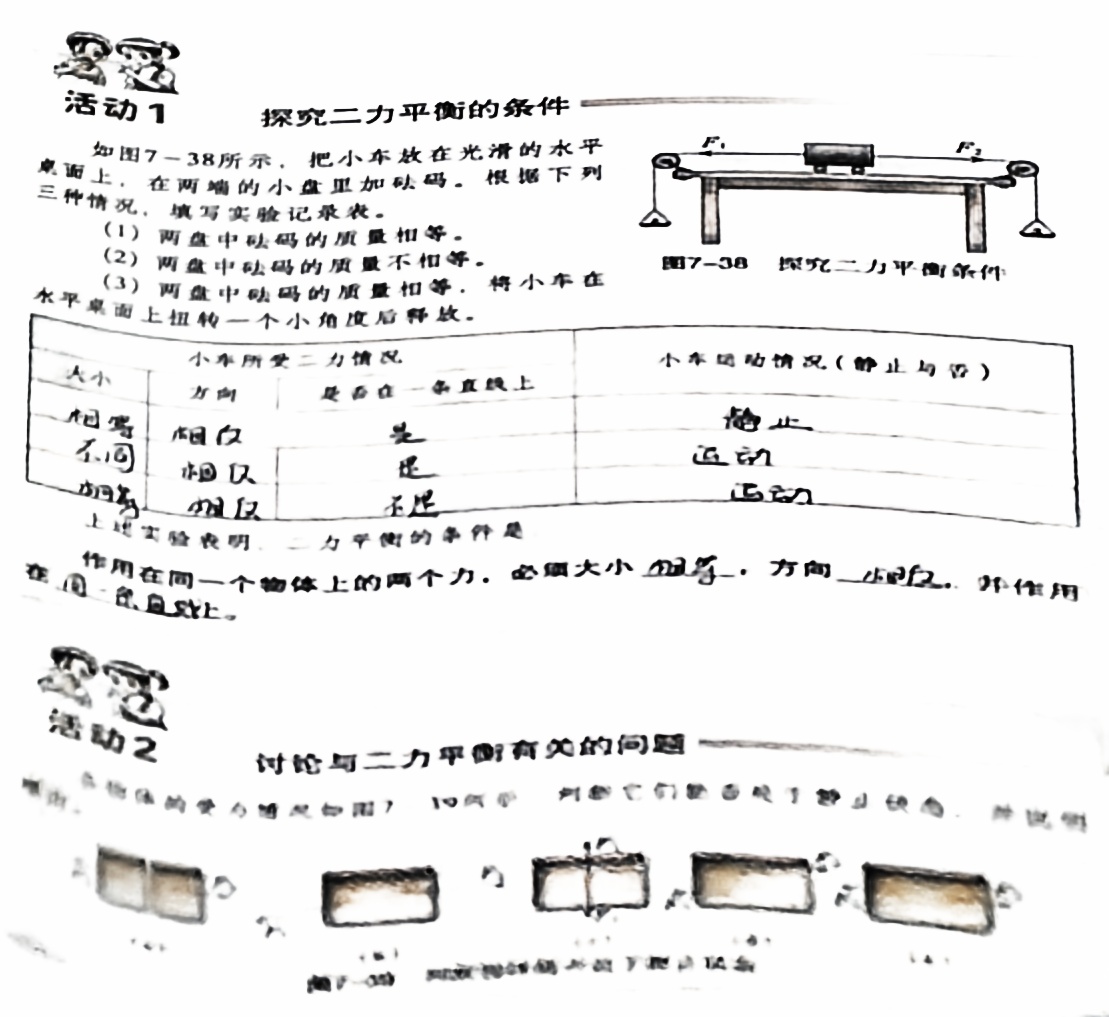 活动1
探究二力平衡的条件
如图7-38所示，把小车放在光滑的水平
桌面上，在两端的小盘里加砝码。根据下列
三种情况，填写实验记录表。
(1) 两盘中砝码的质量相等。
(2) 两盘中砝码的质量不相等。
(3) 两盘中砝码的质量相等，将小车在
水平桌面上扭转一个小角度后释放。
F₁ F₂
图7-38 探究二力平衡条件
小车所受二力情况 小车运动情况(静止与否)
大小 方向 是否在一条直线上
相等 相反 是 静止
不同 相反 是 运动
相等 相反 不是 运动
上述实验表明，二力平衡的条件是
作用在同一个物体上的两个力，必须大小相等，方向相反，并作用
在同一条直线上。
活动2
讨论与二力平衡有关的问题
物体的受力情况如图7 所示 判断它们能否处于静止状态，并说明
理由。
图7-39